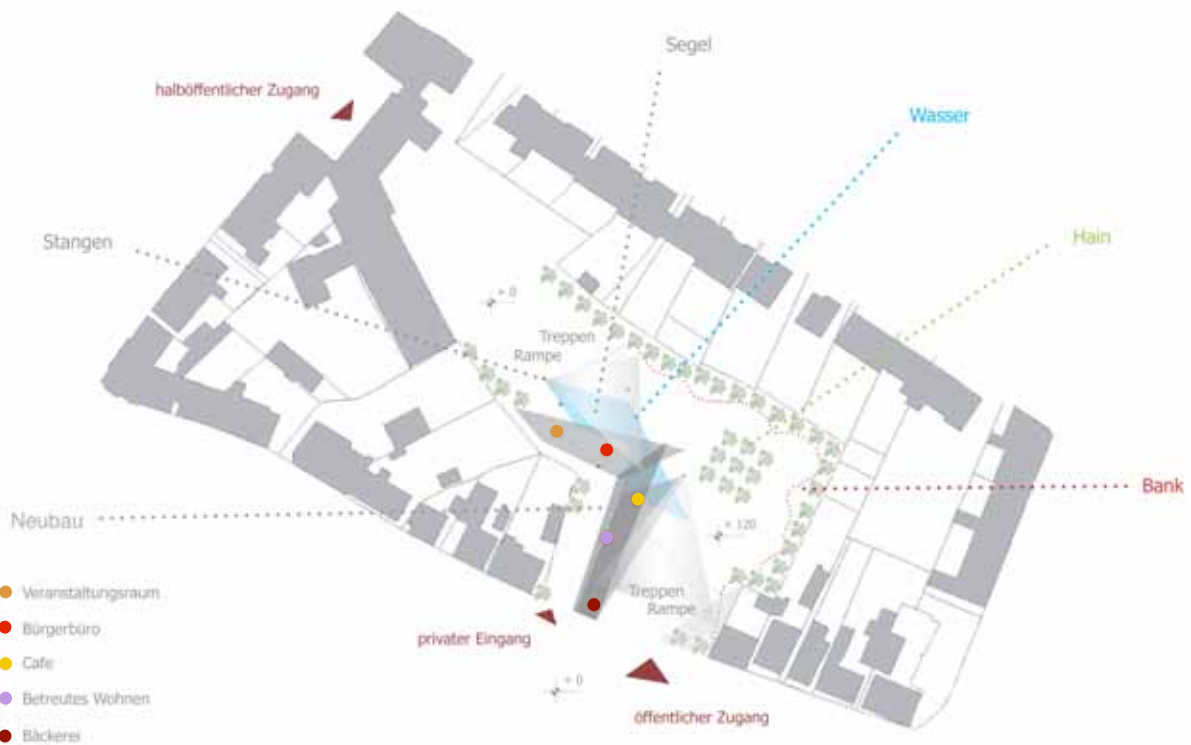 Segel
halböffentlicher Zugang
Wasser
Hain
Stangen
+ 0
Treppen
Rampe
Bank
Neubau
+ 120
Treppen
Rampe
Veranstaltungsraum
Bürgerbüro
Cafe
Betreutes Wohnen
Bäckerei
privater Eingang
+ 0
öffentlicher Zugang